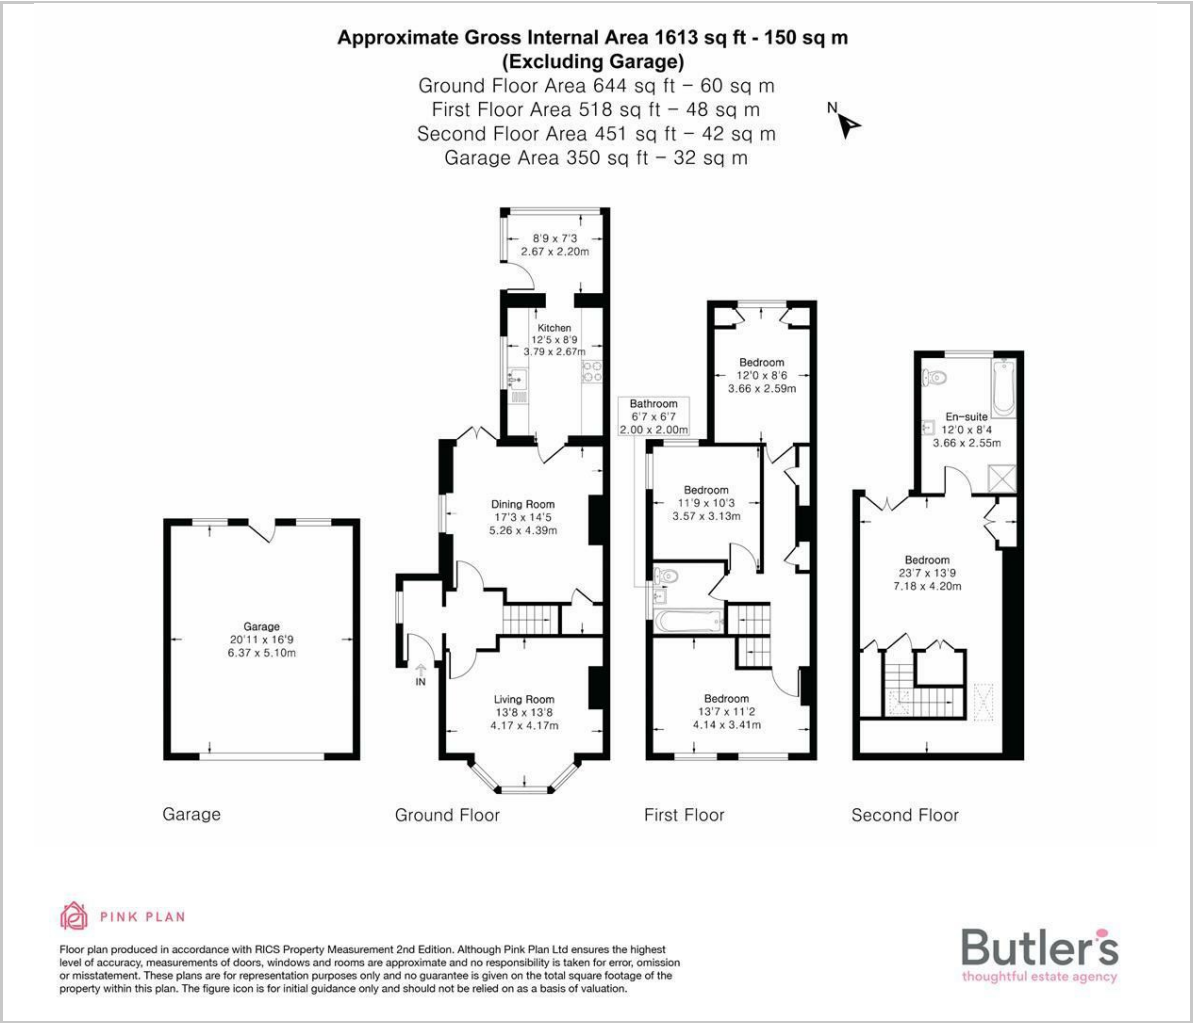 Approximate Gross Internal Area 1613 sq ft - 150 sq m
(Excluding Garage)
Ground Floor Area 644 sq ft – 60 sq m
First Floor Area 518 sq ft – 48 sq m
Second Floor Area 451 sq ft – 42 sq m
Garage Area 350 sq ft – 32 sq m
N
8'9 x 7'3
2.67 x 2.20m
Kitchen
12'5 x 8'9
3.79 x 2.67m
Dining Room
17'3 x 14'5
5.26 x 4.39m
Living Room
13'8 x 13'8
4.17 x 4.17m
IN
Garage
20'11 x 16'9
6.37 x 5.10m
Bedroom
12'0 x 8'6
3.66 x 2.59m
Bathroom
6'7 x 6'7
2.00 x 2.00m
Bedroom
11'9 x 10'3
3.57 x 3.13m
Bedroom
13'7 x 11'2
4.14 x 3.41m
En-suite
12'0 x 8'4
3.66 x 2.55m
Bedroom
23'7 x 13'9
7.18 x 4.20m
Garage
Ground Floor
First Floor
Second Floor
PINK PLAN
Floor plan produced in accordance with RICS Property Measurement 2nd Edition. Although Pink Plan Ltd ensures the highest
level of accuracy, measurements of doors, windows and rooms are approximate and no responsibility is taken for error, omission
or misstatement. These plans are for representation purposes only and no guarantee is given on the total square footage of the
property within this plan. The figure icon is for initial guidance only and should not be relied on as a basis of valuation.
Butler's
thoughtful estate agency